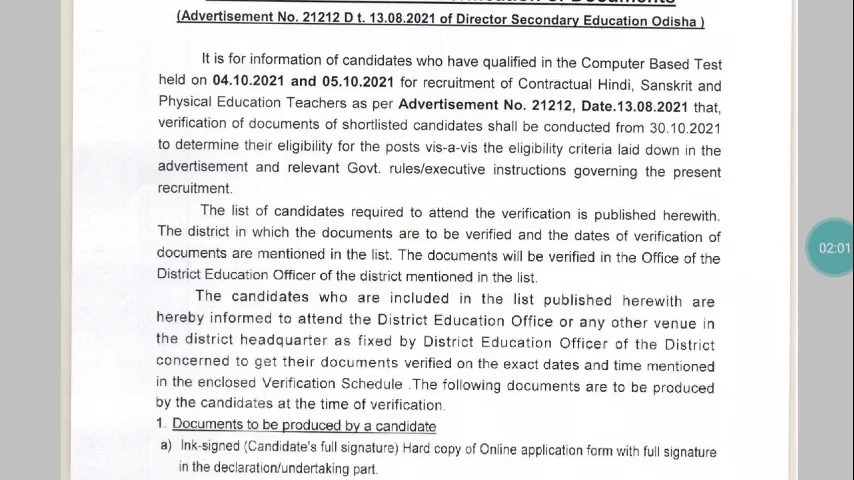 (Advertisement No. 21212 D t. 13.08.2021 of Director Secondary Education Odisha )
It is for information of candidates who have qualified in the Computer Based Test
held on 04.10.2021 and 05.10.2021 for recruitment of Contractual Hindi, Sanskrit and
Physical Education Teachers as per Advertisement No. 21212, Date.13.08.2021 that,
verification of documents of shortlisted candidates shall be conducted from 30.10.2021
to determine their eligibility for the posts vis-a-vis the eligibility criteria laid down in the
advertisement and relevant Govt. rules/executive instructions governing the present
recruitment.
The list of candidates required to attend the verification is published herewith.
The district in which the documents are to be verified and the dates of verification of
documents are mentioned in the list. The documents will be verified in the Office of the
District Education Officer of the district mentioned in the list.
The candidates who are included in the list published herewith are
hereby informed to attend the District Education Office or any other venue in
the district headquarter as fixed by District Education Officer of the District
concerned to get their documents verified on the exact dates and time mentioned
in the enclosed Verification Schedule .The following documents are to be produced
by the candidates at the time of verification.
1. Documents to be produced by a candidate
a) Ink-signed (Candidate's full signature) Hard copy of Online application form with full signature
in the declaration/undertaking part.
02:01